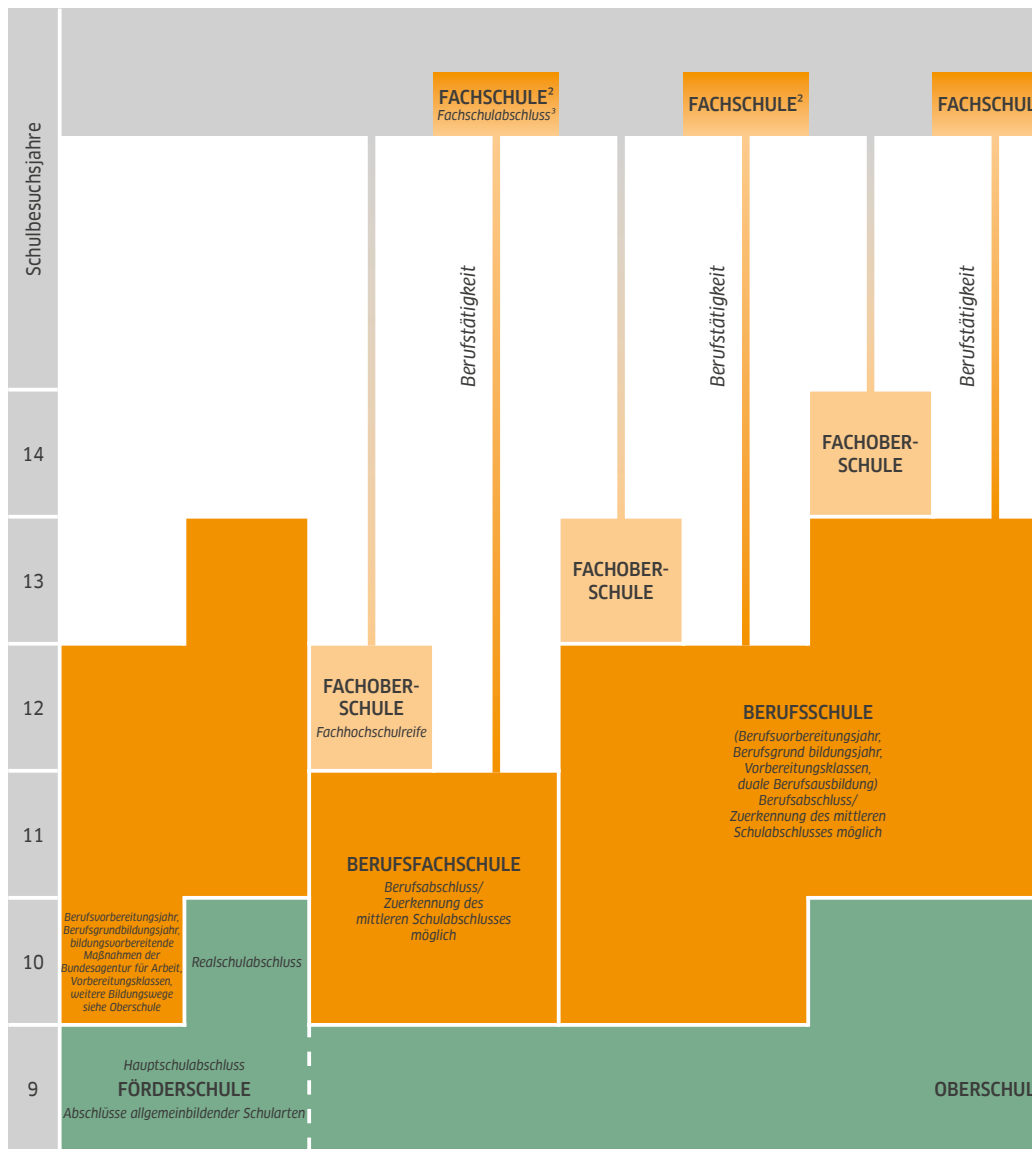 Schulbesuchsjahre
FACHSCHULE²
Fachschulabschluss³
FACHSCHULE²
FACHSCHUL
Berufstätigkeit
Berufstätigkeit
Berufstätigkeit
14
FACHOBER-
SCHULE
13
FACHOBER-
SCHULE
12
FACHOBER-
SCHULE
Fachhochschulreife
BERUFSSCHULE
(Berufsvorbereitungsjahr,
Berufsgrund bildungsjahr,
Vorbereitungsklassen,
duale Berufsausbildung)
Berufsabschluss/
Zuerkennung des mittleren
Schulabschlusses möglich
11
BERUFSFACHSCHULE
Berufsabschluss/
Zuerkennung des
mittleren Schulabschlusses
möglich
10
Berufsvorbereitungsjahr,
Berufsgrundbildungsjahr,
bildungsvorbereitende
Maßnahmen der
Bundesagentur für Arbeit,
Vorbereitungsklassen,
weitere Bildungswege
siehe Oberschule
Realschulabschluss
9
Hauptschulabschluss
FÖRDERSCHULE
Abschlüsse allgemeinbildender Schularten
OBERSCHUL